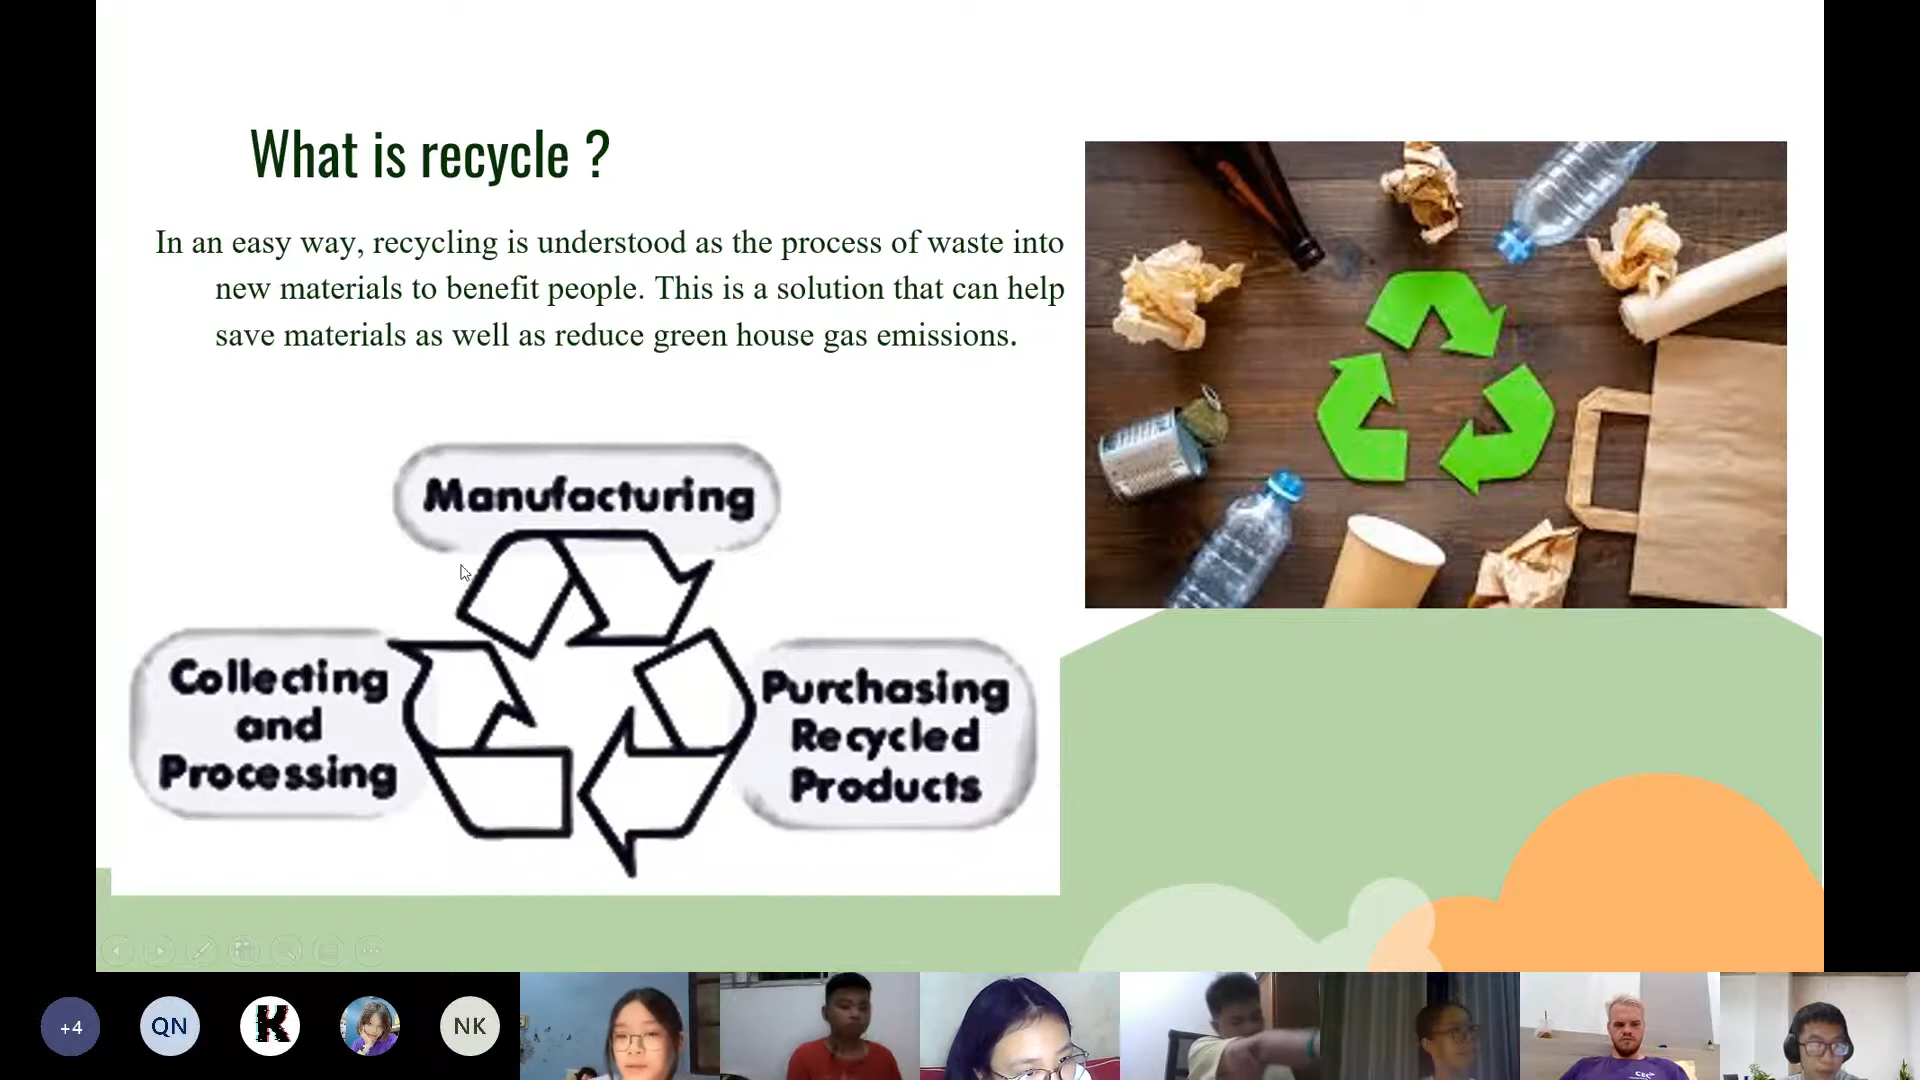 What is recycle ?
In an easy way, recycling is understood as the process of waste into
new materials to benefit people. This is a solution that can help
save materials as well as reduce green house gas emissions.
Manufacturing
Collecting
and
Processing
Purchasing
Recycled
Products
+4
QN
K
NK